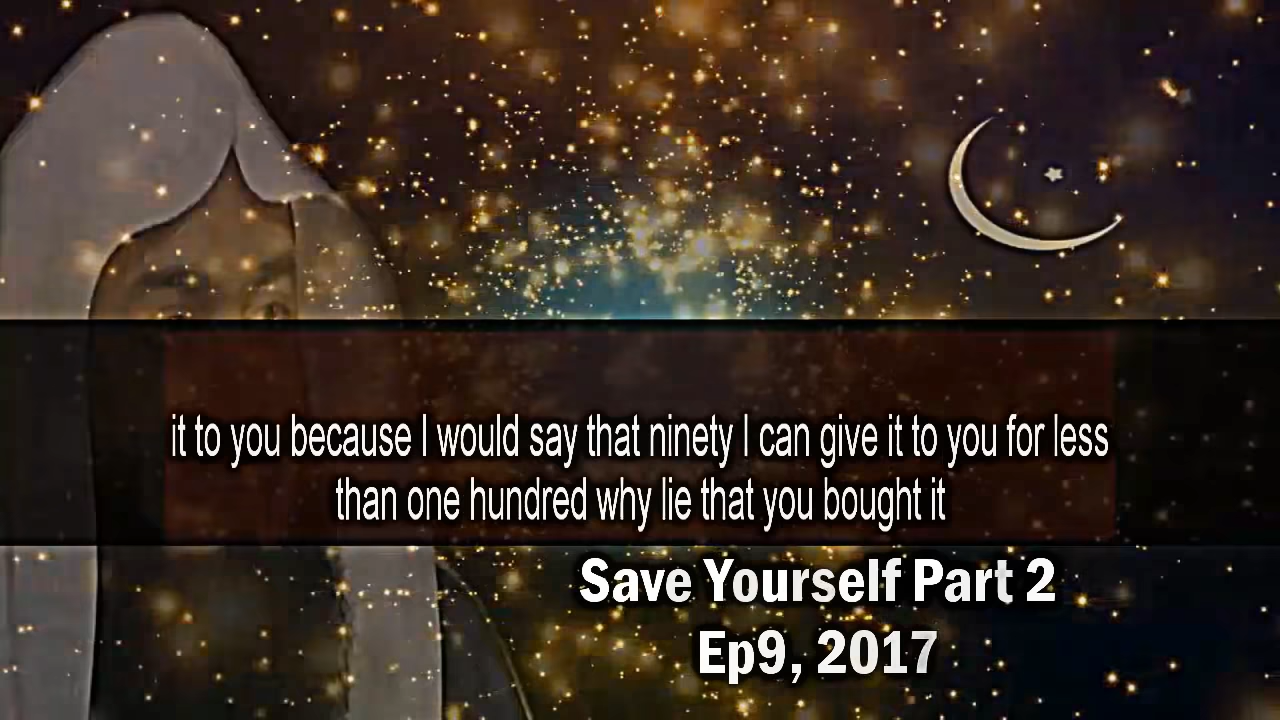 it to you because I would say that ninety I can give it to you for less
than one hundred why lie that you bought it
Save Yourself Part 2
Ep9, 2017